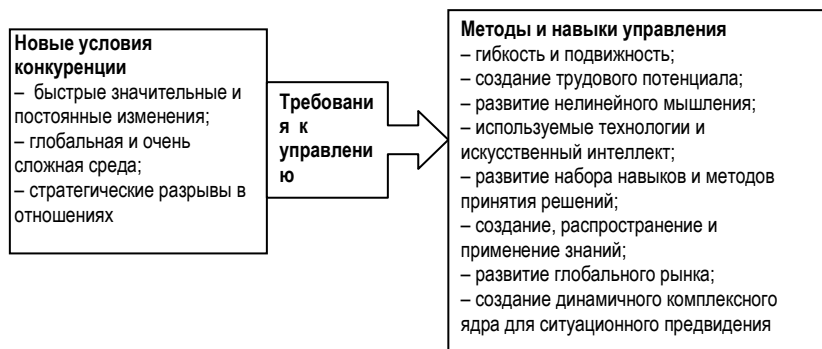 Новые условия
конкуренции
– быстрые значительные и
постоянные изменения;
– глобальная и очень
сложная среда;
– стратегические разрывы в
отношениях
Требовани
я к
управлени
ю
Методы и навыки управления
– гибкость и подвижность;
– создание трудового потенциала;
– развитие нелинейного мышления;
– используемые технологии и
искусственный интеллект;
– развитие набора навыков и методов
принятия решений;
– создание, распространение и
применение знаний;
– развитие глобального рынка;
– создание динамичного комплексного
ядра для ситуационного предвидения